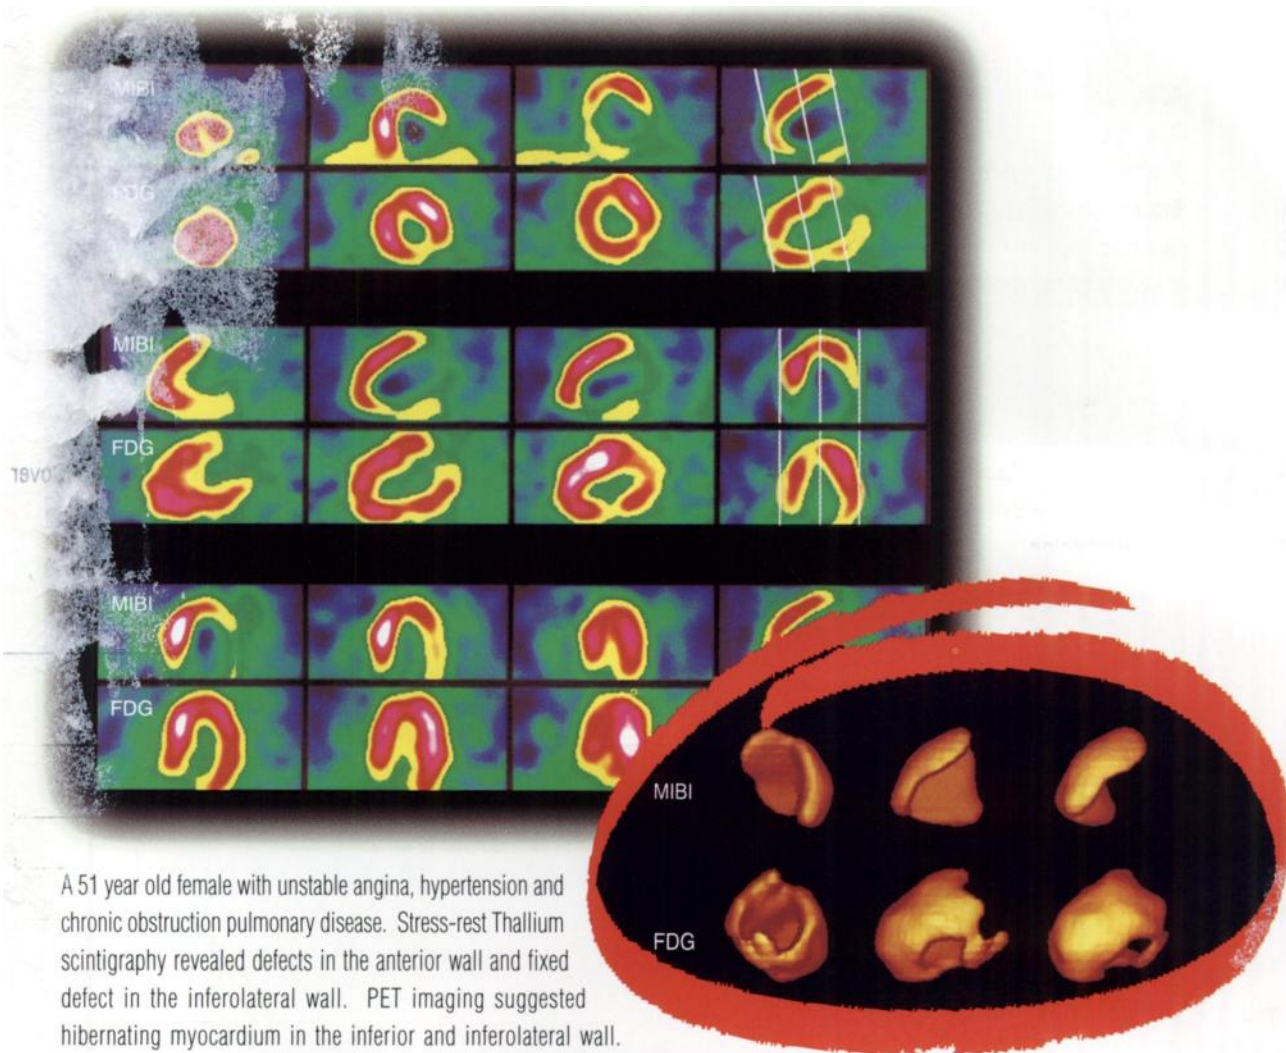 MIBI
FDG
MIBI
FDG
MIBI
FDG
MIBI
FDG
A 51 year old female with unstable angina, hypertension and
chronic obstruction pulmonary disease. Stress-rest Thallium
scintigraphy revealed defects in the anterior wall and fixed
defect in the inferolateral wall. PET imaging suggested
hibernating myocardium in the inferior and inferolateral wall.